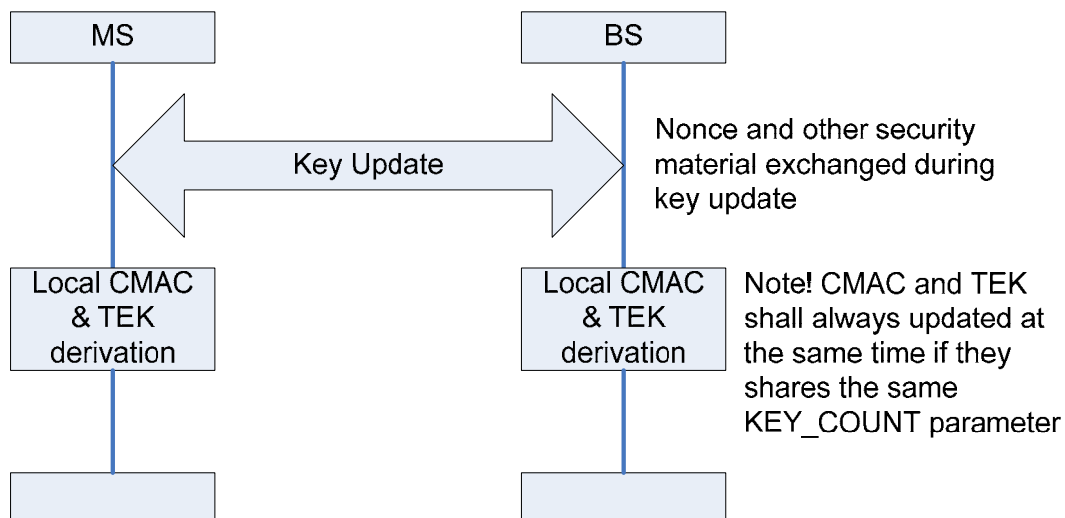 MS
BS
Key Update
Nonce and other security
material exchanged during
key update
Local CMAC
& TEK
derivation
Local CMAC
& TEK
derivation
Note! CMAC and TEK
shall always updated at
the same time if they
shares the same
KEY_COUNT parameter